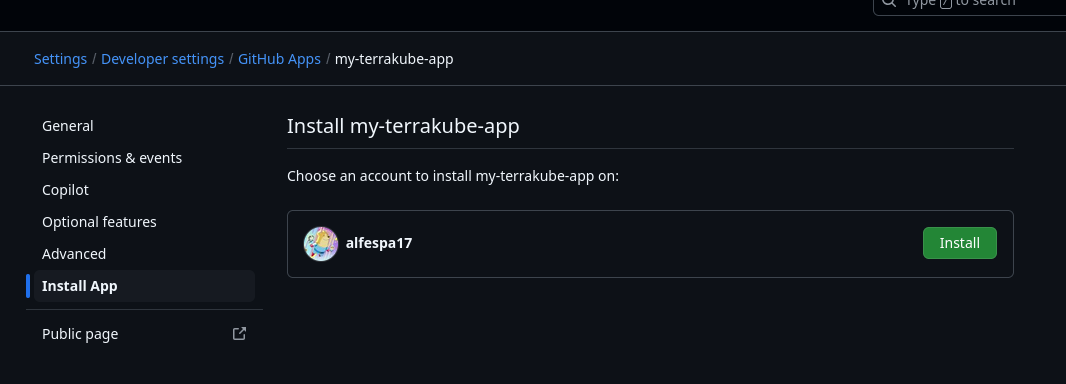 Type / to search
Settings / Developer settings / GitHub Apps / my-terrakube-app
General
Permissions & events
Copilot
Optional features
Advanced
Install App
Public page
Install my-terrakube-app
Choose an account to install my-terrakube-app on:
alfespa17
Install